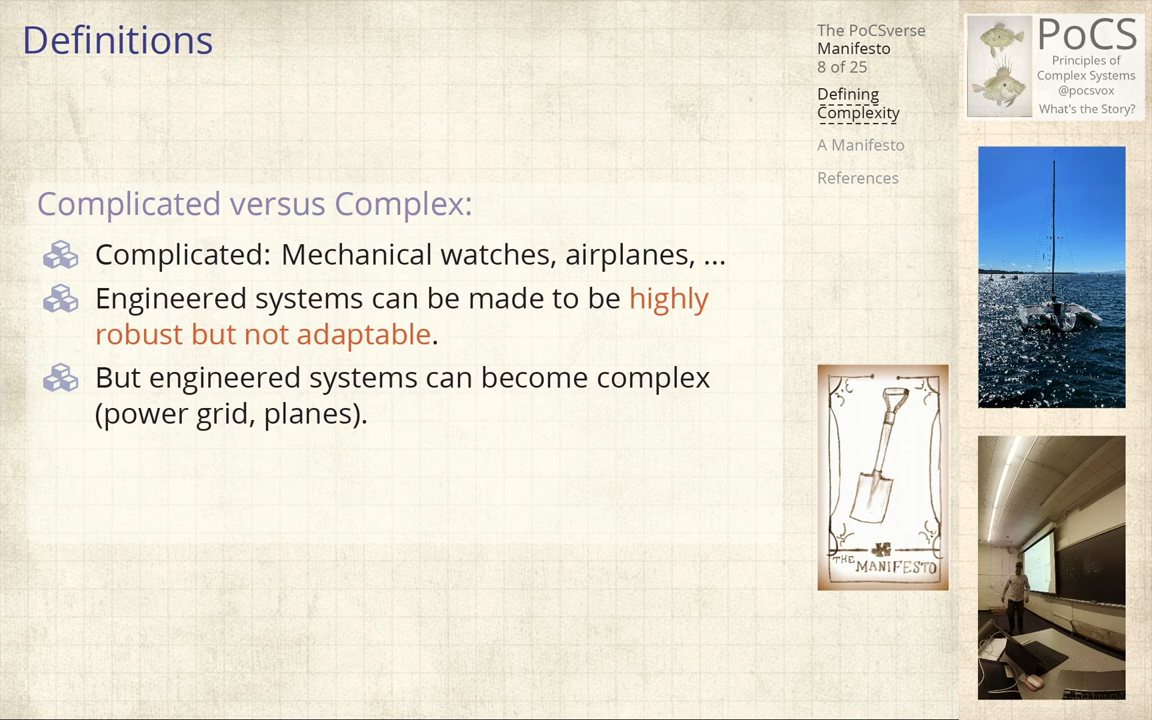 Definitions
Complicated versus Complex:
Complicated: Mechanical watches, airplanes, ...
Engineered systems can be made to be highly
robust but not adaptable.
But engineered systems can become complex
(power grid, planes).
The PoCSverse
Manifesto
8 of 25
Defining
Complexity
A Manifesto
References
THE MANIFESTO
PoCS
Principles of
Complex Systems
@pocsvox
What's the Story?